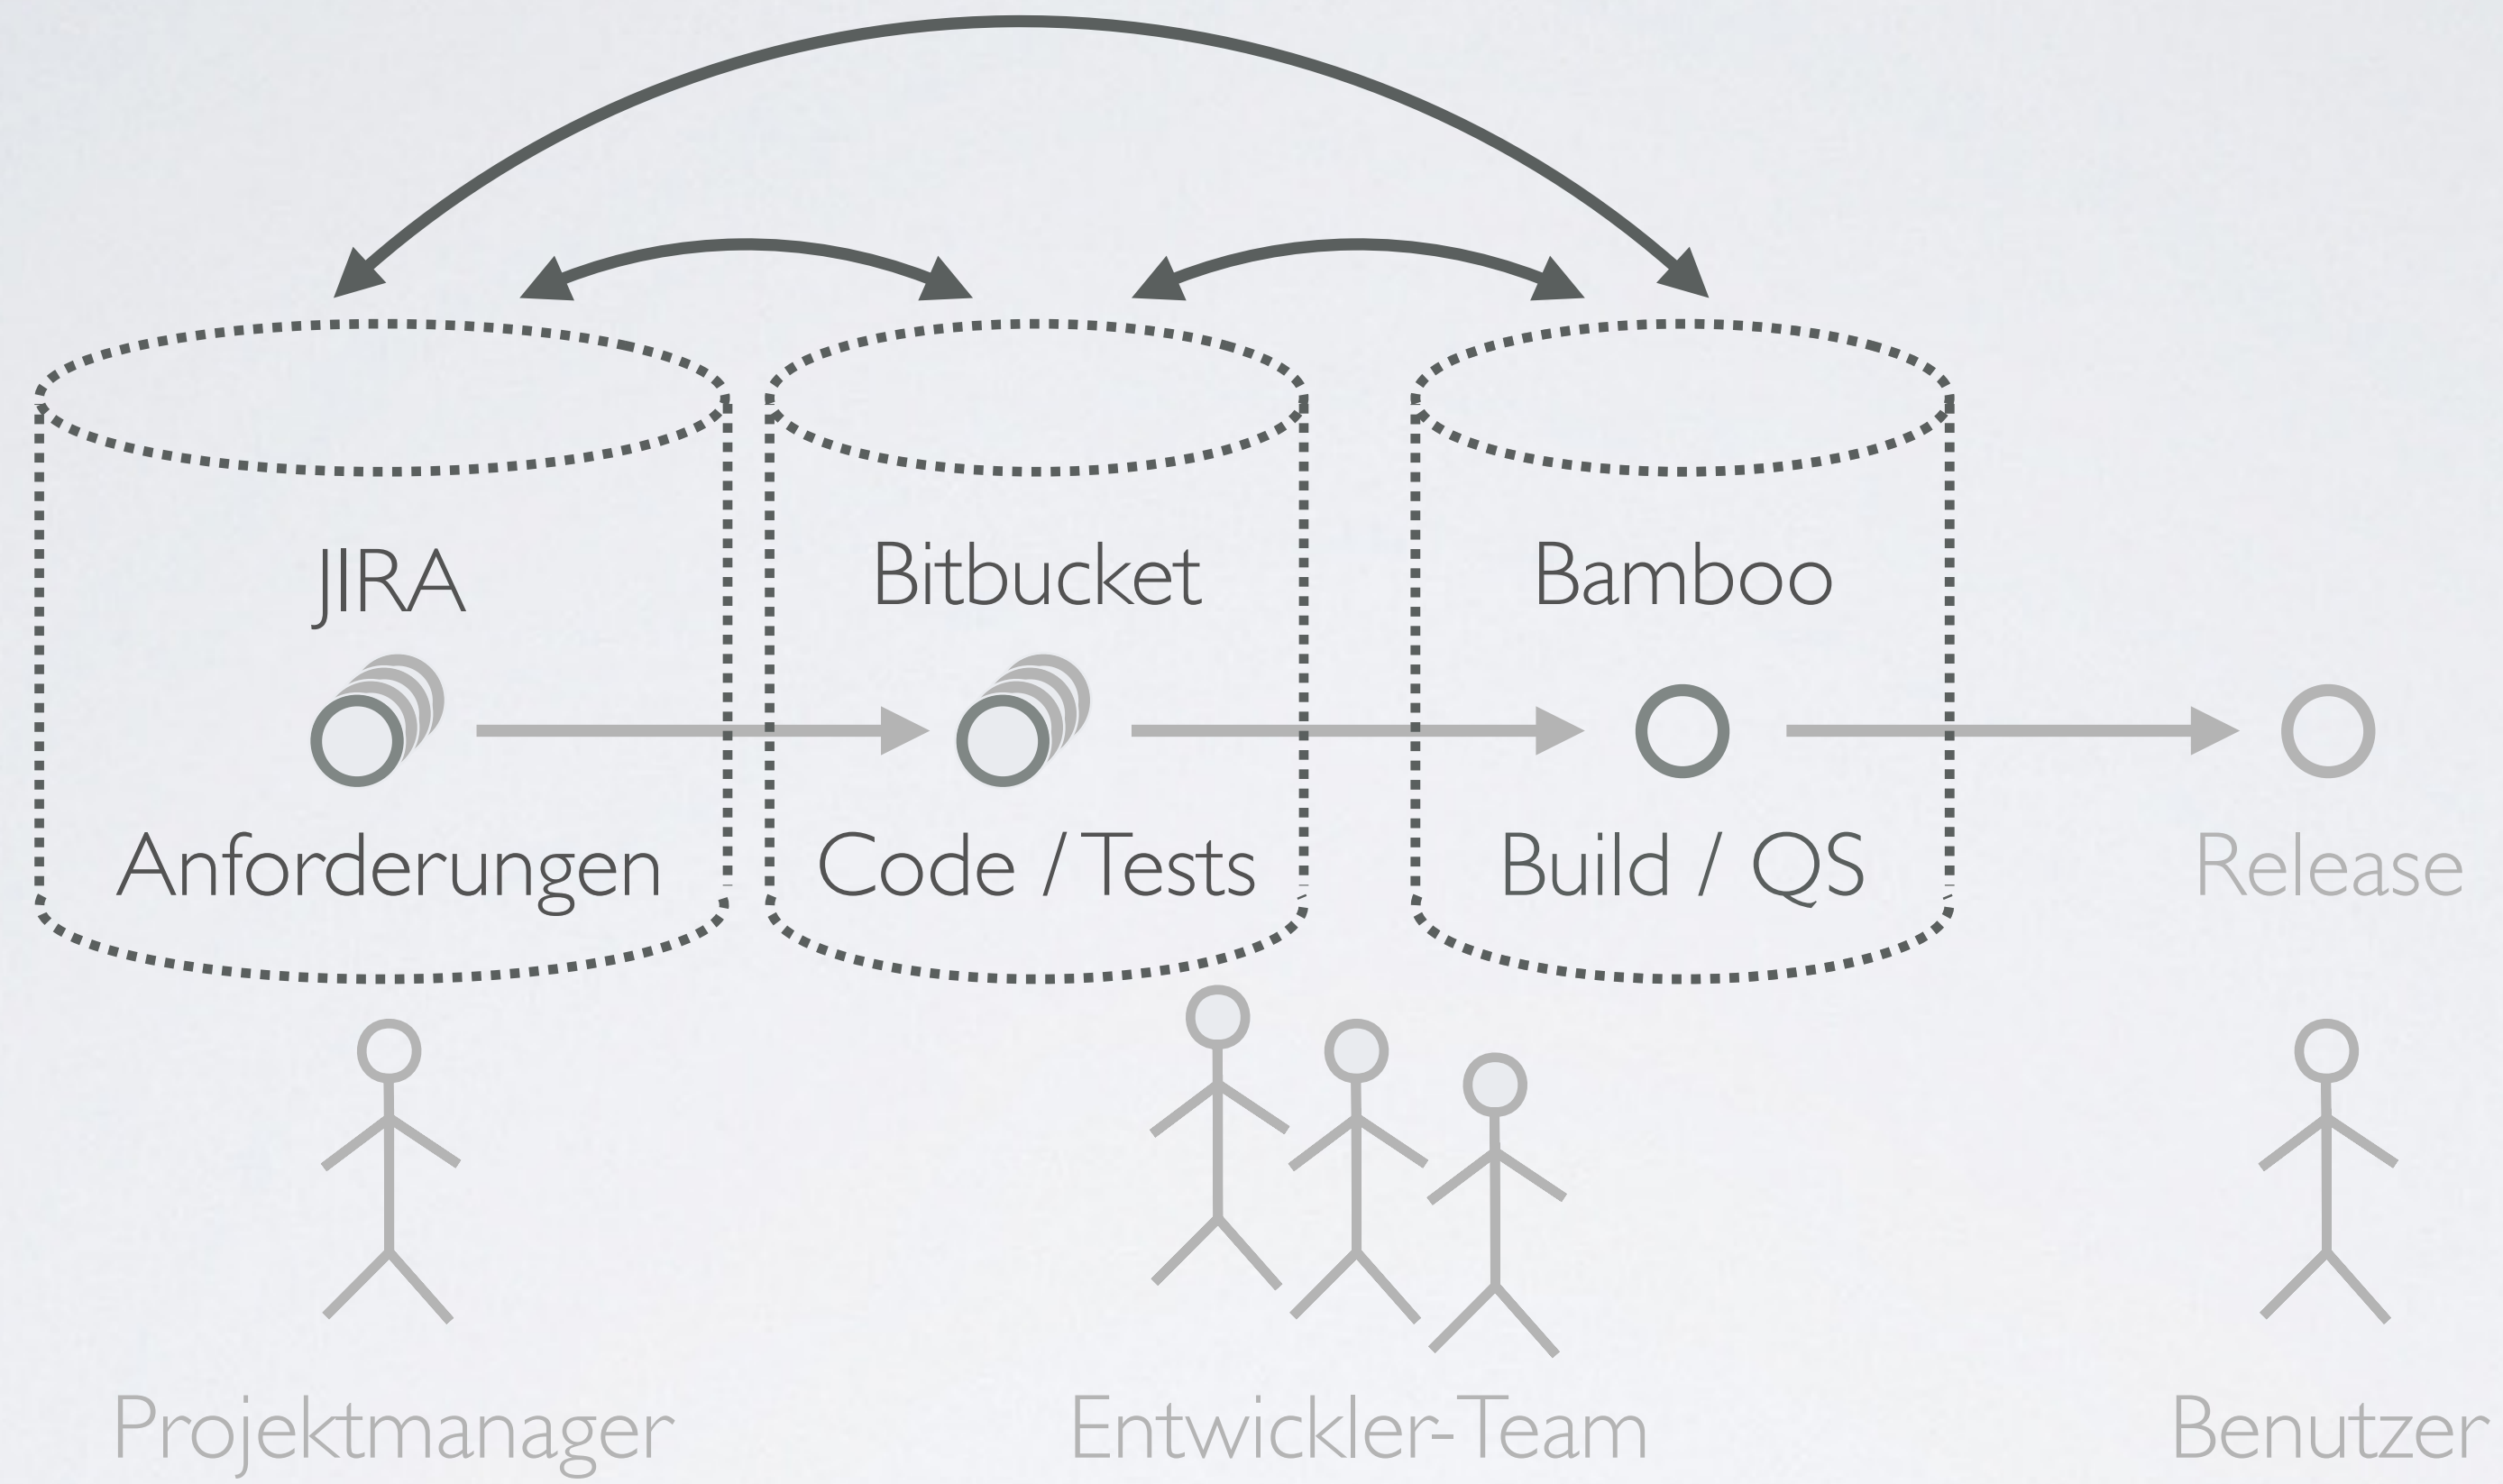 JIRA
Bitbucket
Bamboo
Anforderungen
Code / Tests
Build / QS
Release
Projektmanager
Entwickler-Team
Benutzer